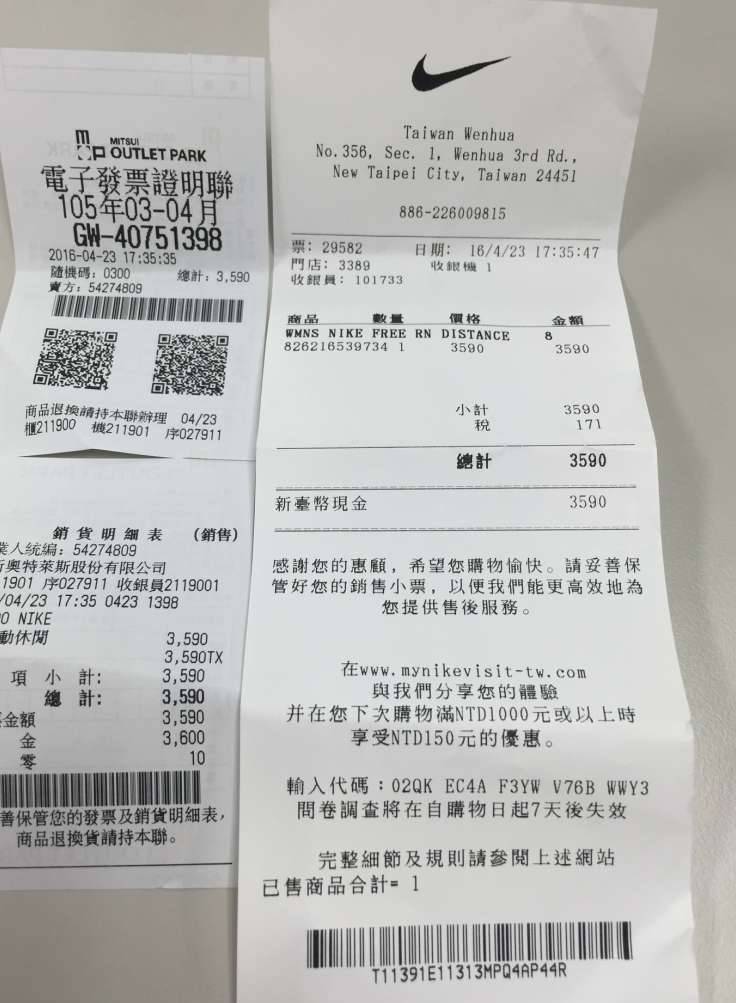 MITSUI
OUTLET PARK
電子發票證明聯
105年03-04月
GW-40751398
2016-04-23 17:35:35
隨機碼：0300 總計：3,590
賣方：54274809
商品退換請持本聯辦理 04/23
櫃211900 機211901 序027911
銷貨明細表 (銷售)
業人統編：54274809
奧特萊斯股份有限公司
1901 序027911 收銀員2119001
/04/23 17:35 0423 1398
NIKE
動休閒 3,590
3,590TX
項 小 計： 3,590
總 計： 3,590
金額 3,590
金 3,600
零 10
善保管您的發票及銷貨明細表，
商品退換貨請持本聯。
Taiwan Wenhua
No.356, Sec. 1, Wenhua 3rd Rd.,
New Taipei City, Taiwan 24451
886-226009815
票: 29582 日期: 16/4/23 17:35:47
門店: 3389 收銀機 1
收銀員: 101733
商品 數量 價格 金額
WMNS NIKE FREE RN DISTANCE 8
826216539734 1 3590 3590
小計 3590
稅 171
總計 3590
新臺幣現金 3590
感謝您的惠顧，希望您購物愉快。請妥善保
管好您的銷售小票，以便我們能更高效地為
您提供售後服務。
在www.mynikevisit-tw.com
與我們分享您的體驗
并在您下次購物滿NTD1000元或以上時
享受NTD150元的優惠。
輸入代碼：02QK EC4A F3YW V76B WWY3
問卷調查將在自購物日起7天後失效
完整細節及規則請參閱上述網站
已售商品合計= 1
T11391E11313MPQ4AP44R